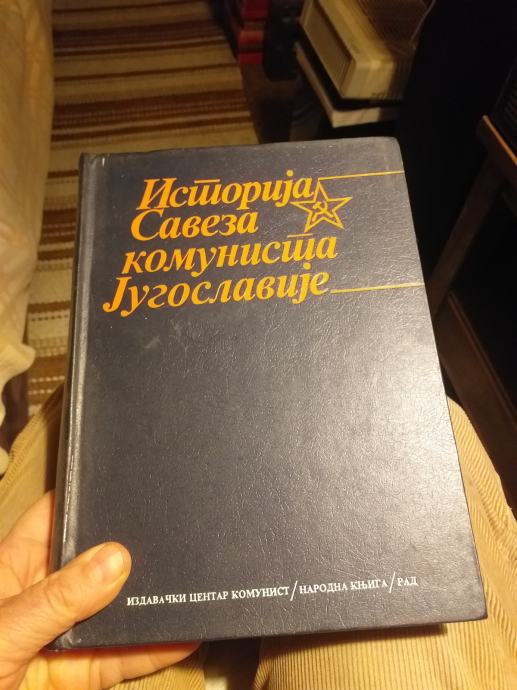 Историја
Савеза
комуниста
Југославије
ИЗДАВАЧКИ ЦЕНТАР КОМУНИСТ/НАРОДНА КЊИГА/РАД